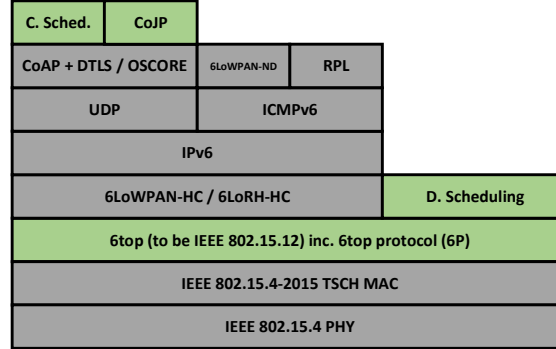 C. Sched. CoJP
CoAP + DTLS / OSCORE 6LoWPAN-ND RPL
UDP ICMPv6
IPv6
6LoWPAN-HC / 6LoRH-HC D. Scheduling
6top (to be IEEE 802.15.12) inc. 6top protocol (6P)
IEEE 802.15.4-2015 TSCH MAC
IEEE 802.15.4 PHY